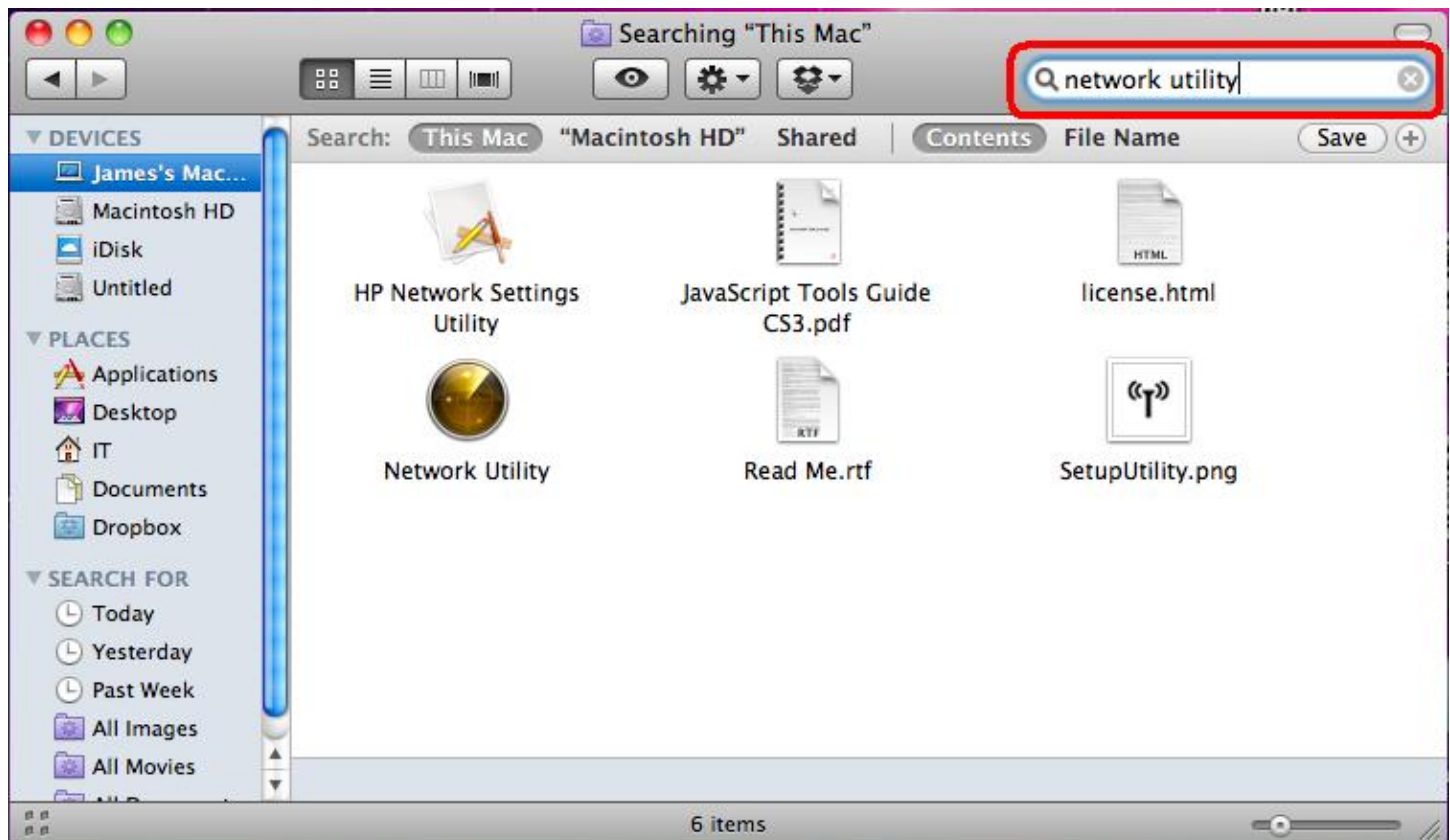 Searching “This Mac”
network utility
DEVICES
James's Mac...
Macintosh HD
iDisk
Untitled
PLACES
Applications
Desktop
IT
Documents
Dropbox
SEARCH FOR
Today
Yesterday
Past Week
All Images
All Movies
Search: This Mac “Macintosh HD” Shared Contents File Name Save
HP Network Settings
Utility
JavaScript Tools Guide
CS3.pdf
HTML
license.html
Network Utility
RTF
Read Me.rtf
SetupUtility.png
6 items